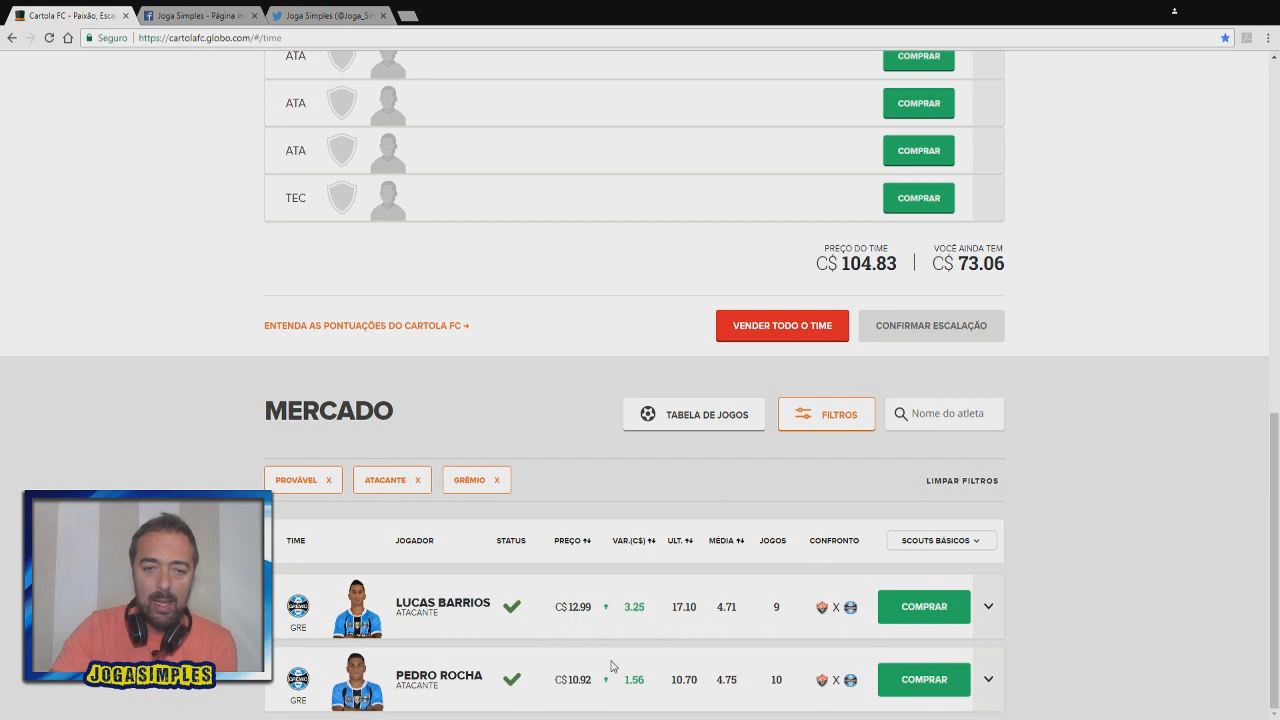 Cartola FC - Paixão, Esca
Joga Simples - Página in
Joga Simples (@Joga_Sim
Seguro
https://cartolafc.globo.com/#/time
ATA COMPRAR
ATA COMPRAR
ATA COMPRAR
TEC COMPRAR
PREÇO DO TIME VOCÊ AINDA TEM
C$ 104.83 C$ 73.06
ENTENDA AS PONTUAÇÕES DO CARTOLA FC
VENDER TODO O TIME CONFIRMAR ESCALAÇÃO
MERCADO TABELA DE JOGOS FILTROS Nome do atleta
PROVÁVEL X ATACANTE X GRÊMIO X LIMPAR FILTROS
TIME JOGADOR STATUS PREÇO VAR.(C$) ULT. MÉDIA JOGOS CONFRONTO SCOUTS BÁSICOS
LUCAS BARRIOS
ATACANTE
C$ 12.99 3.25 17.10 4.71 9 X COMPRAR
GRE
PEDRO ROCHA
ATACANTE
C$ 10.92 1.56 10.70 4.75 10 X COMPRAR
GRE
JOGA SIMPLES